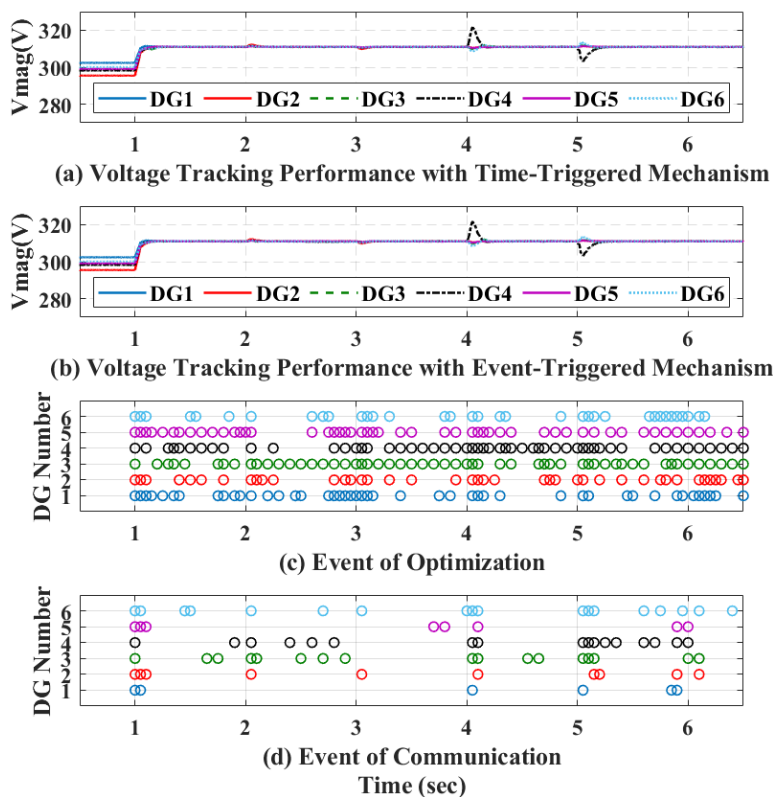 320
300
280
Vmag(V)
DG1 DG2 DG3 DG4 DG5 DG6
1 2 3 4 5 6
(a) Voltage Tracking Performance with Time-Triggered Mechanism
320
300
280
Vmag(V)
DG1 DG2 DG3 DG4 DG5 DG6
1 2 3 4 5 6
(b) Voltage Tracking Performance with Event-Triggered Mechanism
6
5
4
3
2
1
DG Number
1 2 3 4 5 6
(c) Event of Optimization
6
5
4
3
2
1
DG Number
1 2 3 4 5 6
(d) Event of Communication
Time (sec)